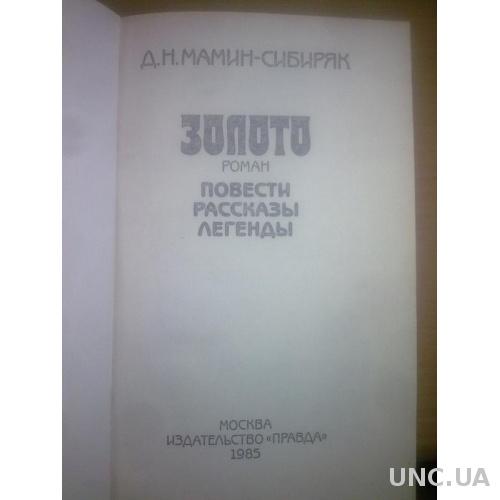 Д.Н.МАМИН-СИБИРЯК
ЗОЛОТО
РОМАН
ПОВЕСТИ
РАССКАЗЫ
ЛЕГЕНДЫ
МОСКВА
ИЗДАТЕЛЬСТВО «ПРАВДА»
1985
UNC.UA